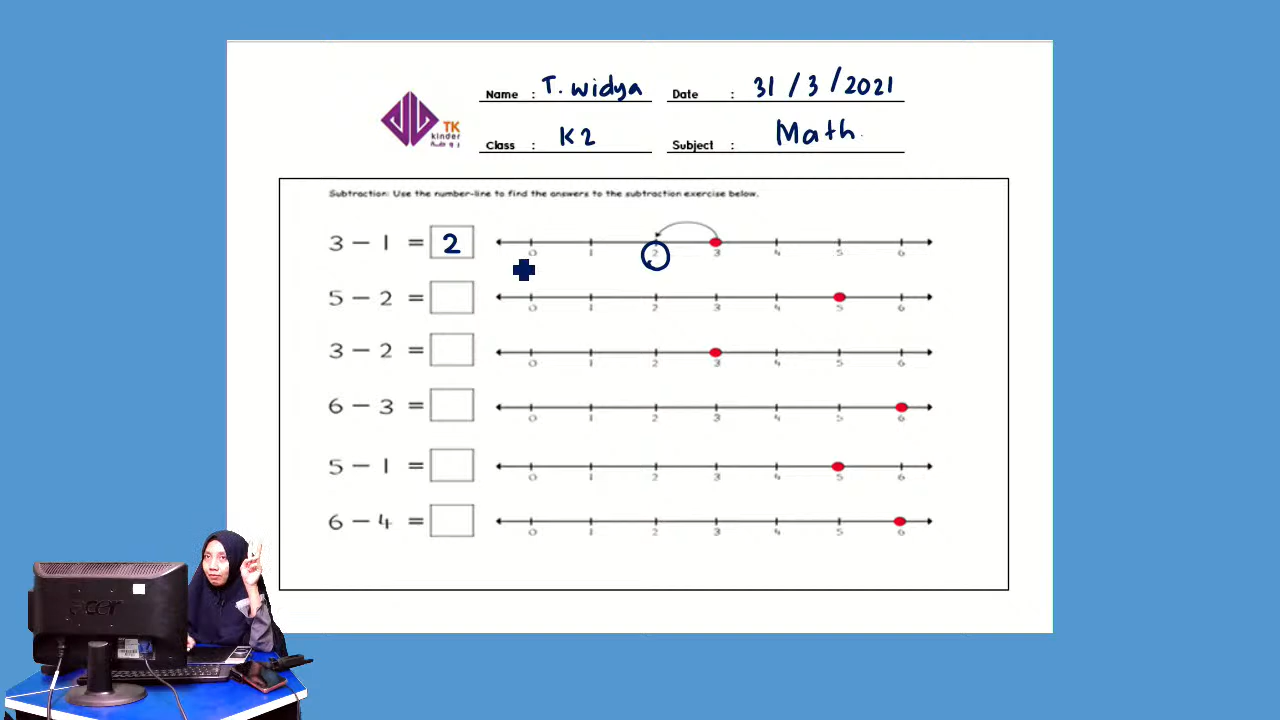 Name : T. widya Date : 31 / 3 / 2021
TK
kinder
Class : K2 Subject : Math
Subtraction: Use the number-line to find the answers to the subtraction exercise below.
3 − 1 = 2 0 1 2 3 4 5 6
5 − 2 = 0 1 2 3 4 5 6
3 − 2 = 0 1 2 3 4 5 6
6 − 3 = 0 1 2 3 4 5 6
5 − 1 = 0 1 2 3 4 5 6
6 − 4 = 0 1 2 3 4 5 6
acer